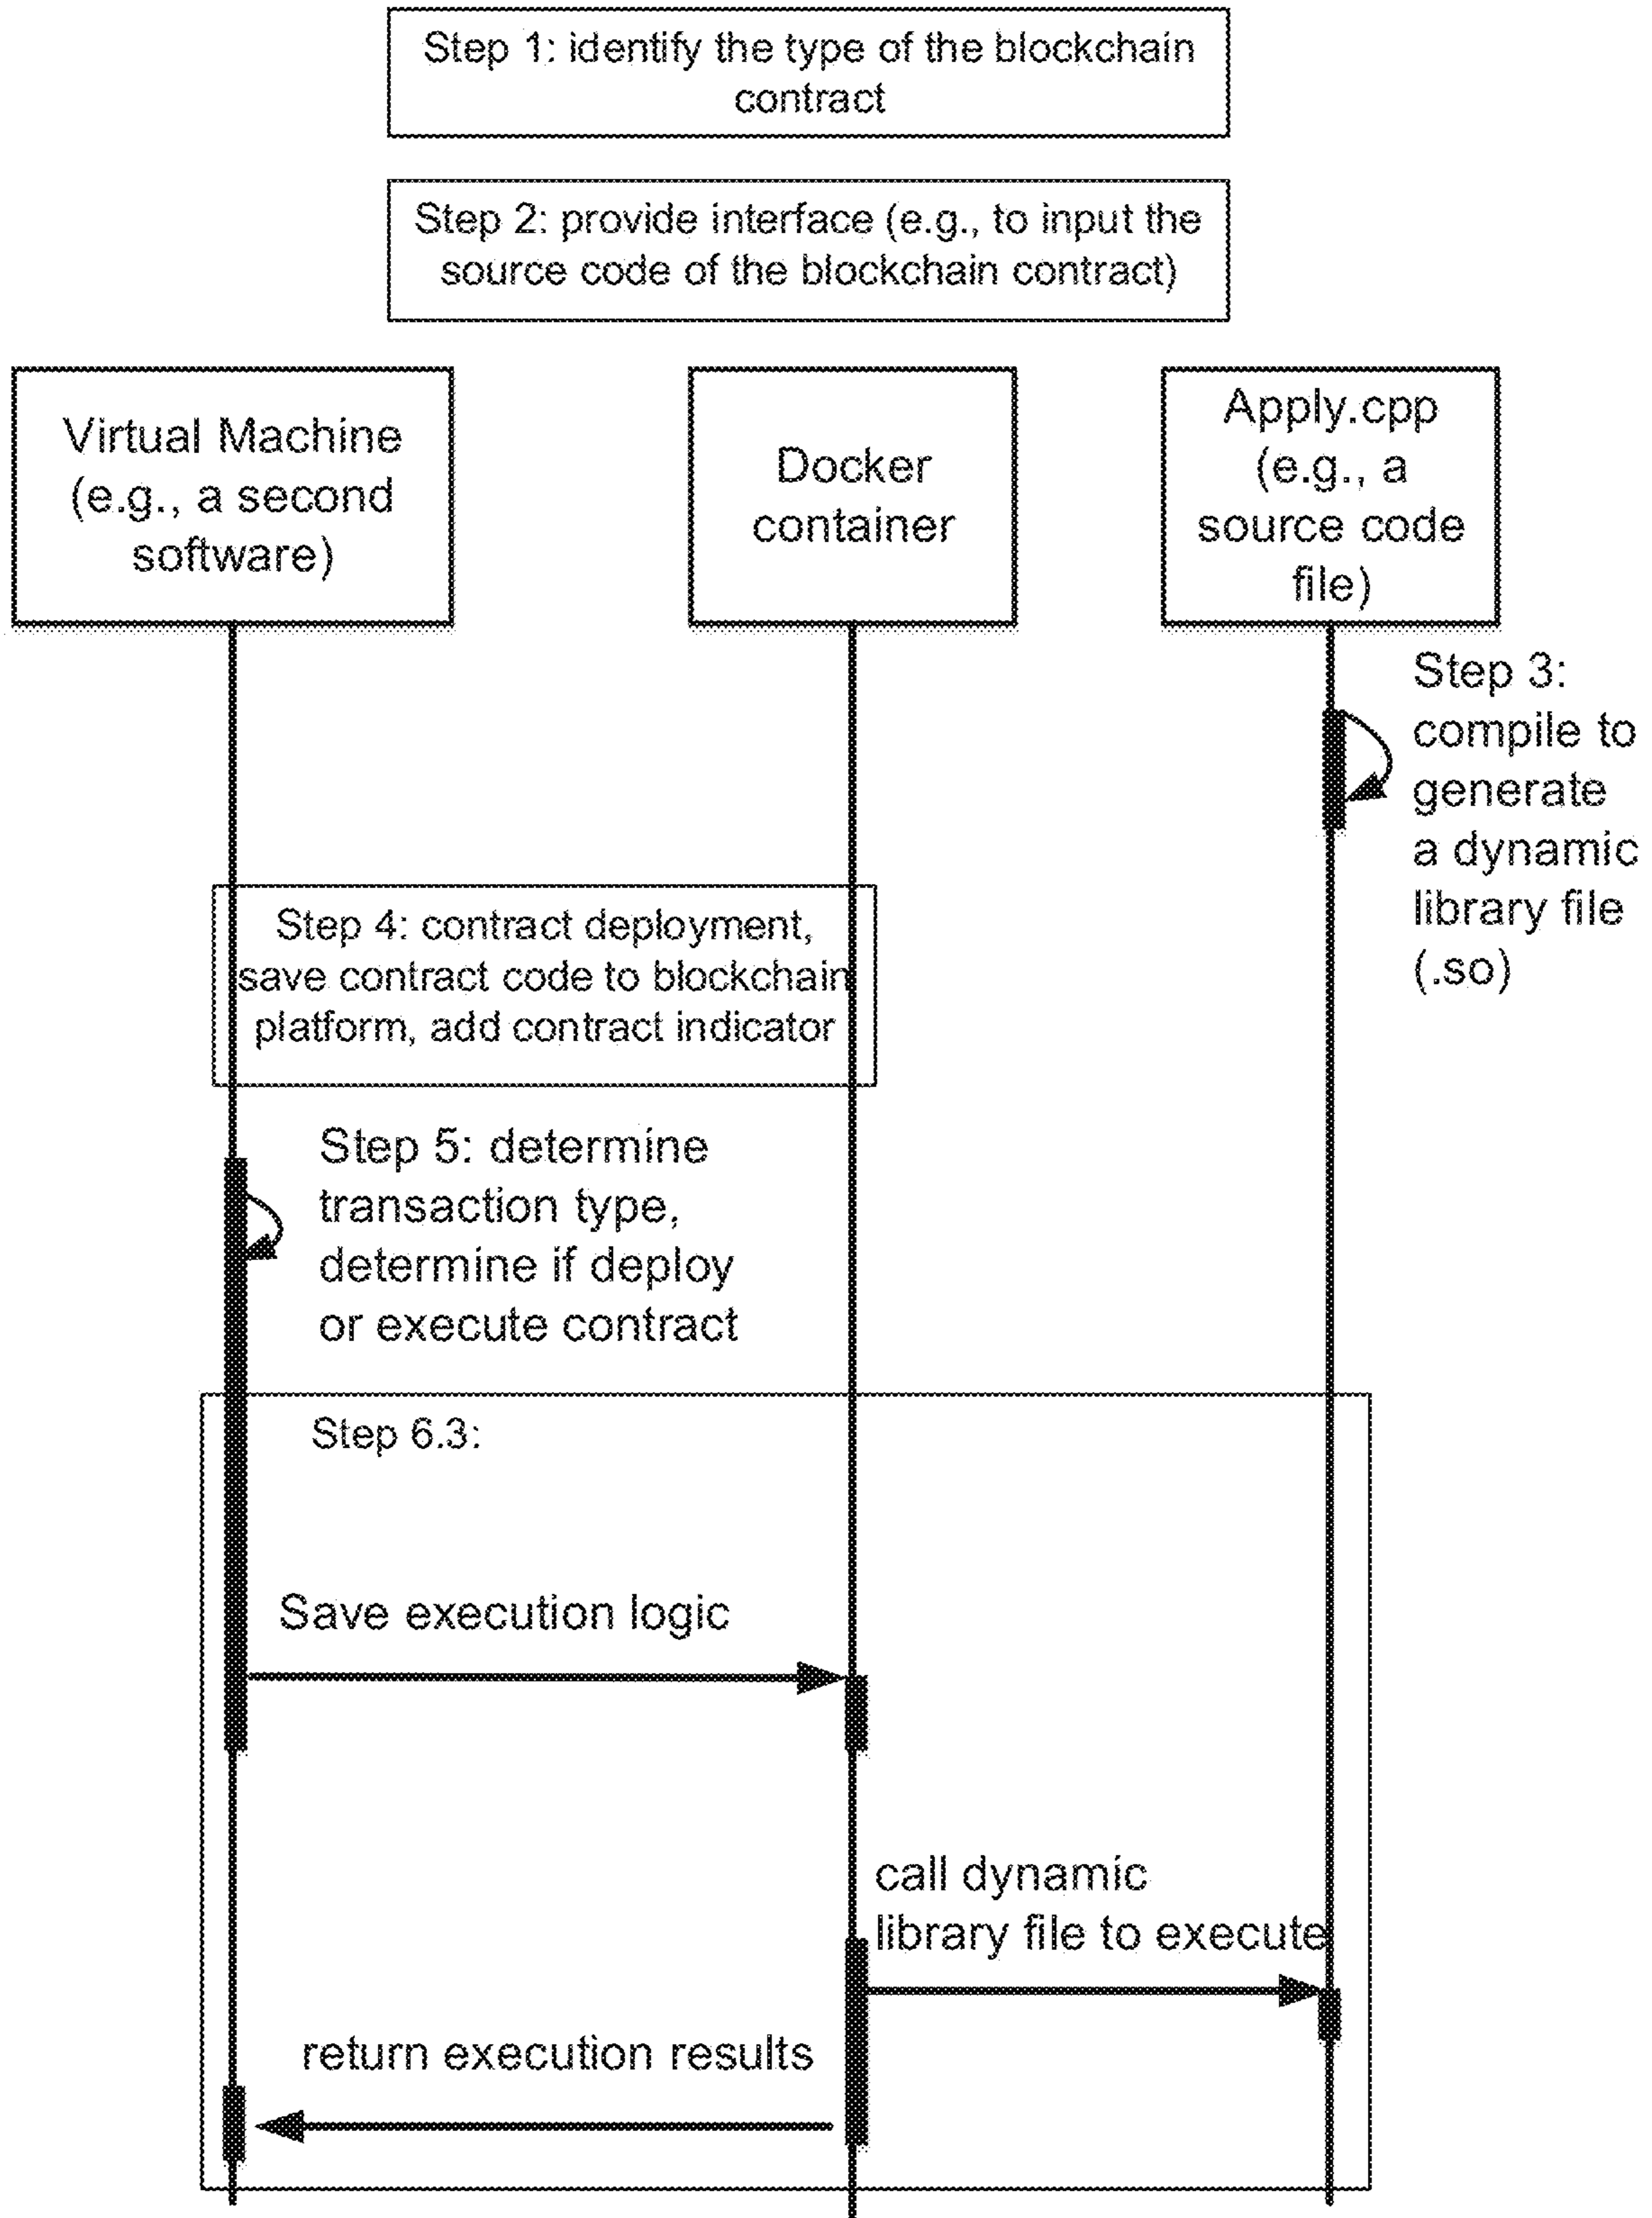 Step 1: identify the type of the blockchain
contract
Step 2: provide interface (e.g., to input the
source code of the blockchain contract)
Virtual Machine
(e.g., a second
software)
Docker
container
Apply.cpp
(e.g., a
source code
file)
Step 3:
compile to
generate
a dynamic
library file
(.so)
Step 4: contract deployment,
save contract code to blockchain
platform, add contract indicator
Step 5: determine
transaction type,
determine if deploy
or execute contract
Step 6.3:
Save execution logic
call dynamic
library file to execute
return execution results